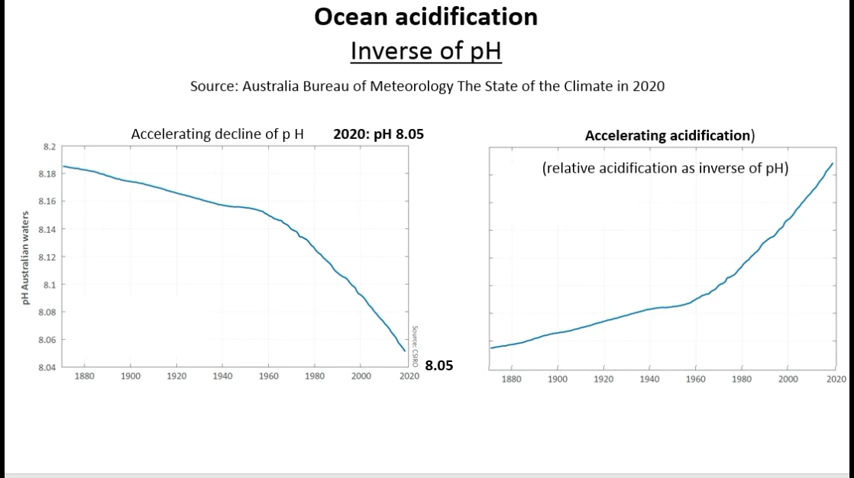 Ocean acidification
Inverse of pH
Source: Australia Bureau of Meteorology The State of the Climate in 2020
Accelerating decline of p H 2020: pH 8.05
8.2
8.18
8.16
8.14
8.12
8.1
8.08
8.06
8.04
pH Australian waters
1880 1900 1920 1940 1960 1980 2000 2020
Source: CSIRO
8.05
Accelerating acidification)
(relative acidification as inverse of pH)
1880 1900 1920 1940 1960 1980 2000 2020